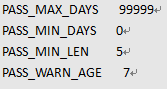 PASS_MAX_DAYS 99999
PASS_MIN_DAYS 0
PASS_MIN_LEN 5
PASS_WARN_AGE 7